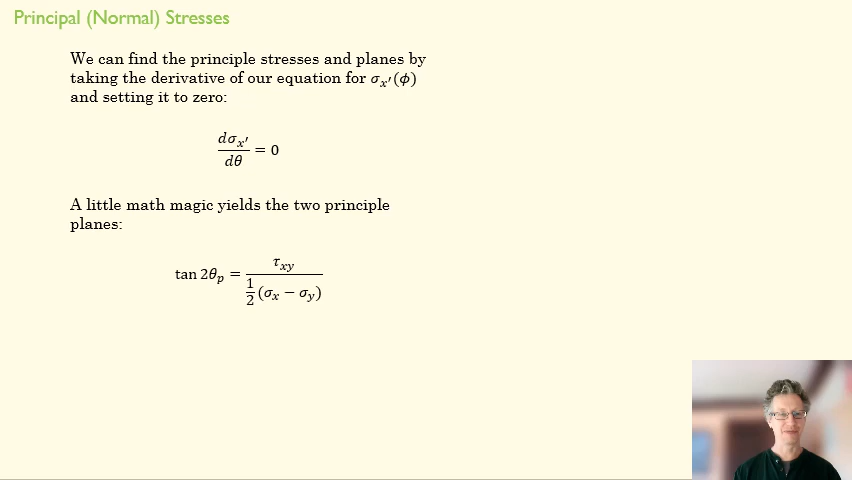 Principal (Normal) Stresses
We can find the principle stresses and planes by
taking the derivative of our equation for σx′(ϕ)
and setting it to zero:
dσx′/dθ = 0
A little math magic yields the two principle
planes:
tan 2θp = τxy / ½(σx − σy)